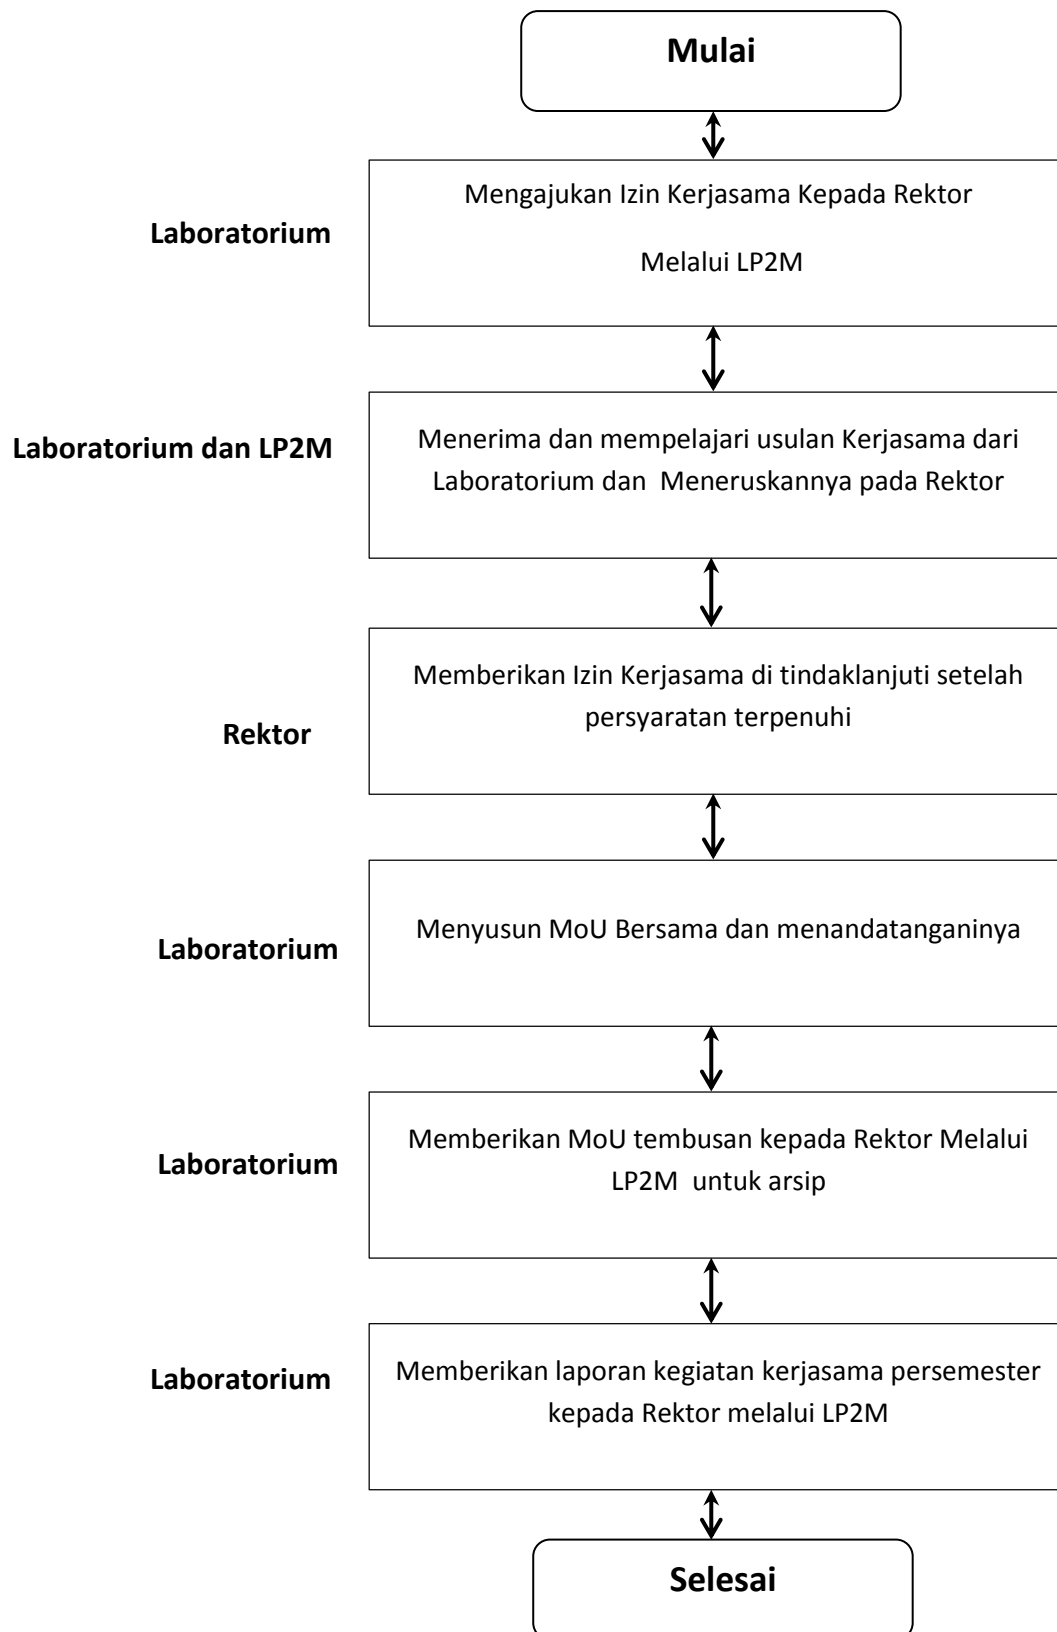 Mulai
Laboratorium
Mengajukan Izin Kerjasama Kepada Rektor
Melalui LP2M
Laboratorium dan LP2M
Menerima dan mempelajari usulan Kerjasama dari
Laboratorium dan  Meneruskannya pada Rektor
Rektor
Memberikan Izin Kerjasama di tindaklanjuti setelah
persyaratan terpenuhi
Laboratorium
Menyusun MoU Bersama dan menandatanganinya
Laboratorium
Memberikan MoU tembusan kepada Rektor Melalui
LP2M  untuk arsip
Laboratorium
Memberikan laporan kegiatan kerjasama persemester
kepada Rektor melalui LP2M
Selesai